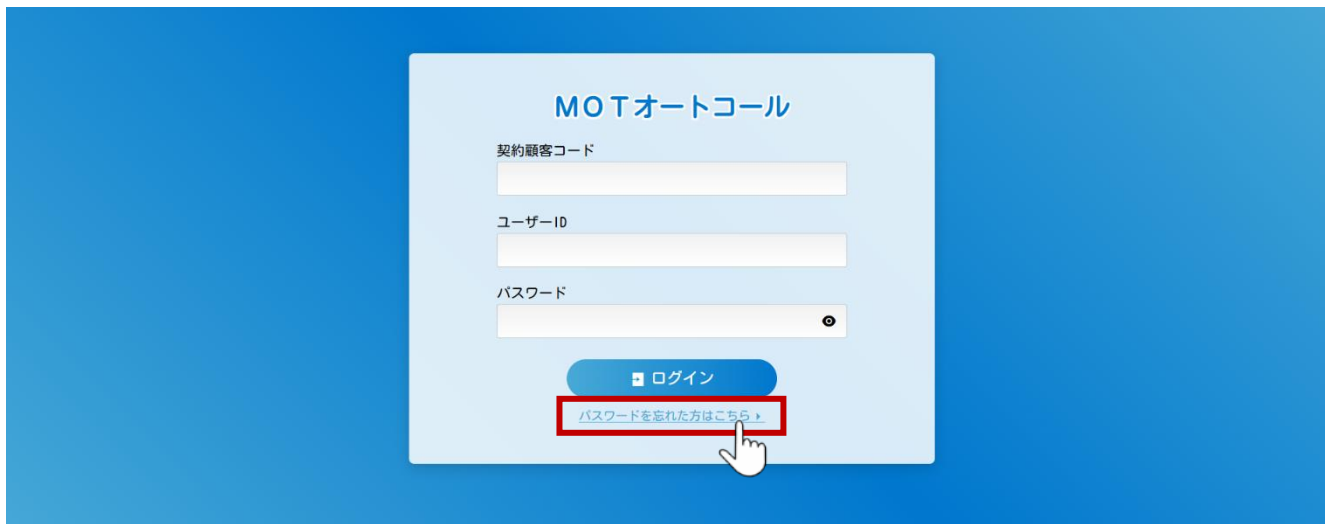 MOTオートコール
契約顧客コード
ユーザーID
パスワード
ログイン
パスワードを忘れた方はこちら